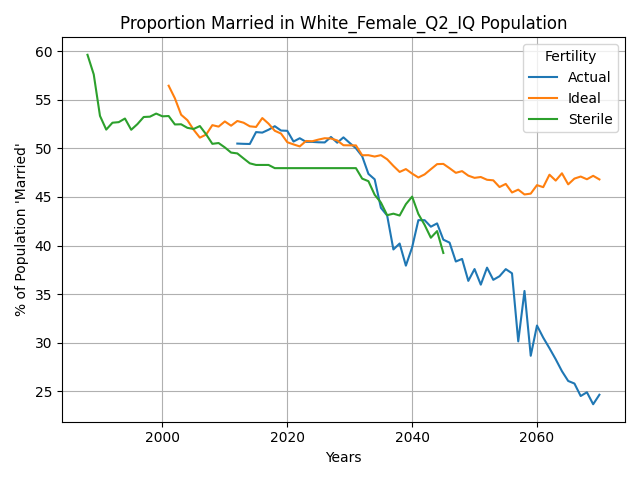 Proportion Married in White_Female_Q2_IQ Population
% of Population 'Married'
60
55
50
45
40
35
30
25
2000
2020
2040
2060
Years
Fertility
Actual
Ideal
Sterile